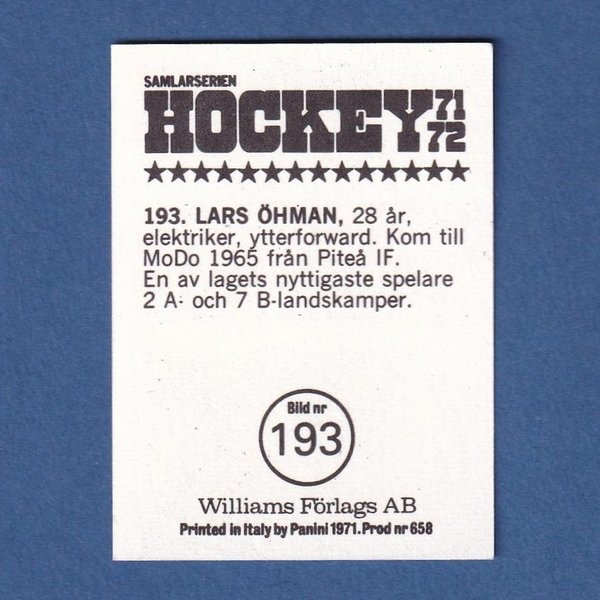 SAMLARSERIEN
HOCKEY 71 72
193. LARS ÖHMAN, 28 år,
elektriker, ytterforward. Kom till
MoDo 1965 från Piteå IF.
En av lagets nyttigaste spelare
2 A- och 7 B-landskamper.
Bild nr
193
Williams Förlags AB
Printed in Italy by Panini 1971. Prod nr 658